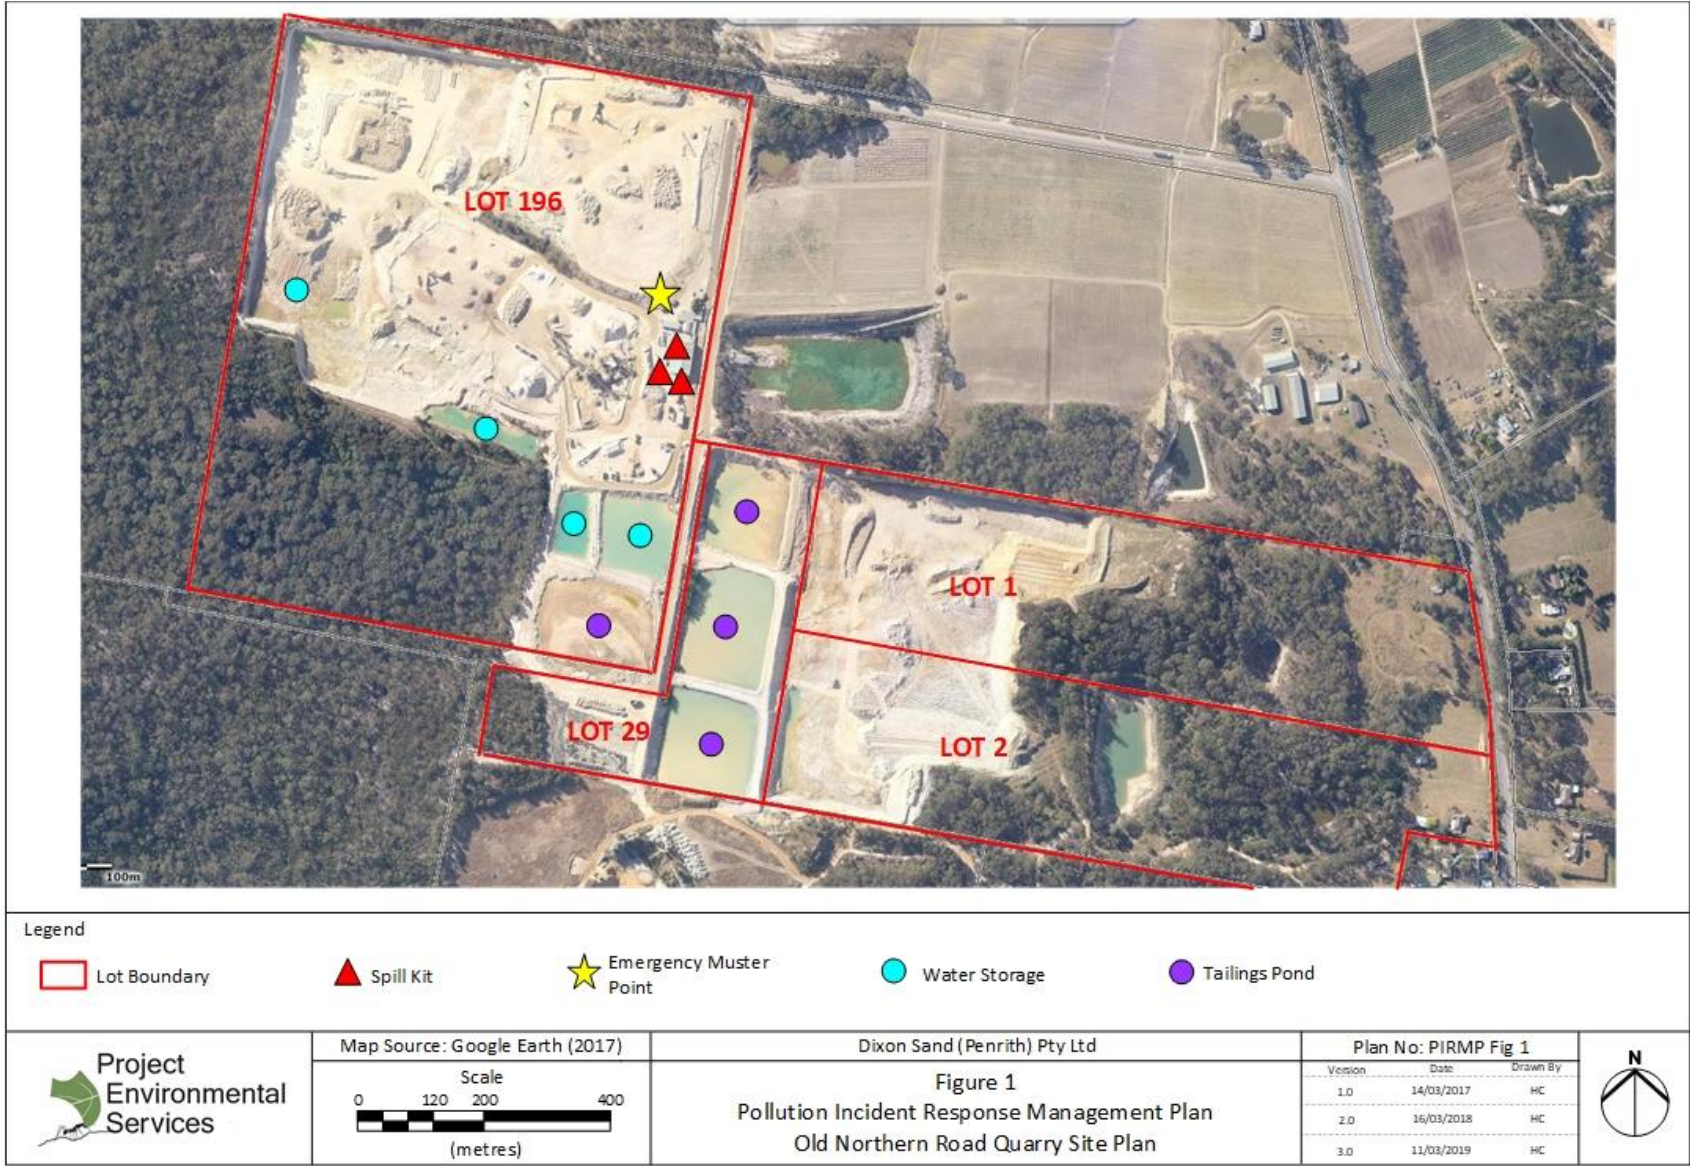 LOT 196
LOT 1
LOT 29
LOT 2
100m
Legend
Lot Boundary
Spill Kit
Emergency Muster
Point
Water Storage
Tailings Pond
Project
Environmental
Services
Map Source: Google Earth (2017)
Scale
0 120 200 400
(metres)
Dixon Sand (Penrith) Pty Ltd
Figure 1
Pollution Incident Response Management Plan
Old Northern Road Quarry Site Plan
Plan No: PIRMP Fig 1
Version Date Drawn By
1.0 14/03/2017 HC
2.0 16/03/2018 HC
3.0 11/03/2019 HC
N